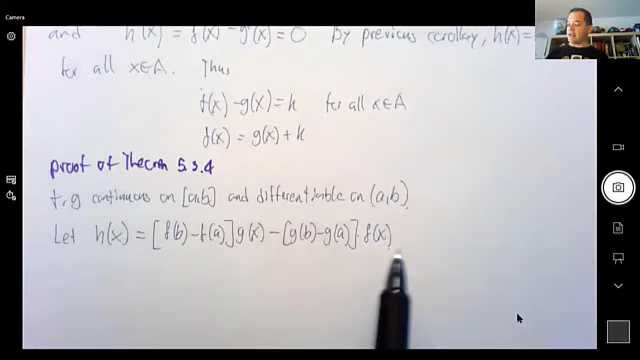 Camera
and h(x) = f'(x) - g'(x) = 0 By previous corollary, h(x) =
for all x∈A. Thus
f(x) - g(x) = k for all x∈A
f(x) = g(x) + k
proof of Theorem 5.3.4
f, g continuous on [a,b] and differentiable on (a,b).
Let h(x) = [f(b) - f(a)] g(x) - [g(b) - g(a)] · f(x)